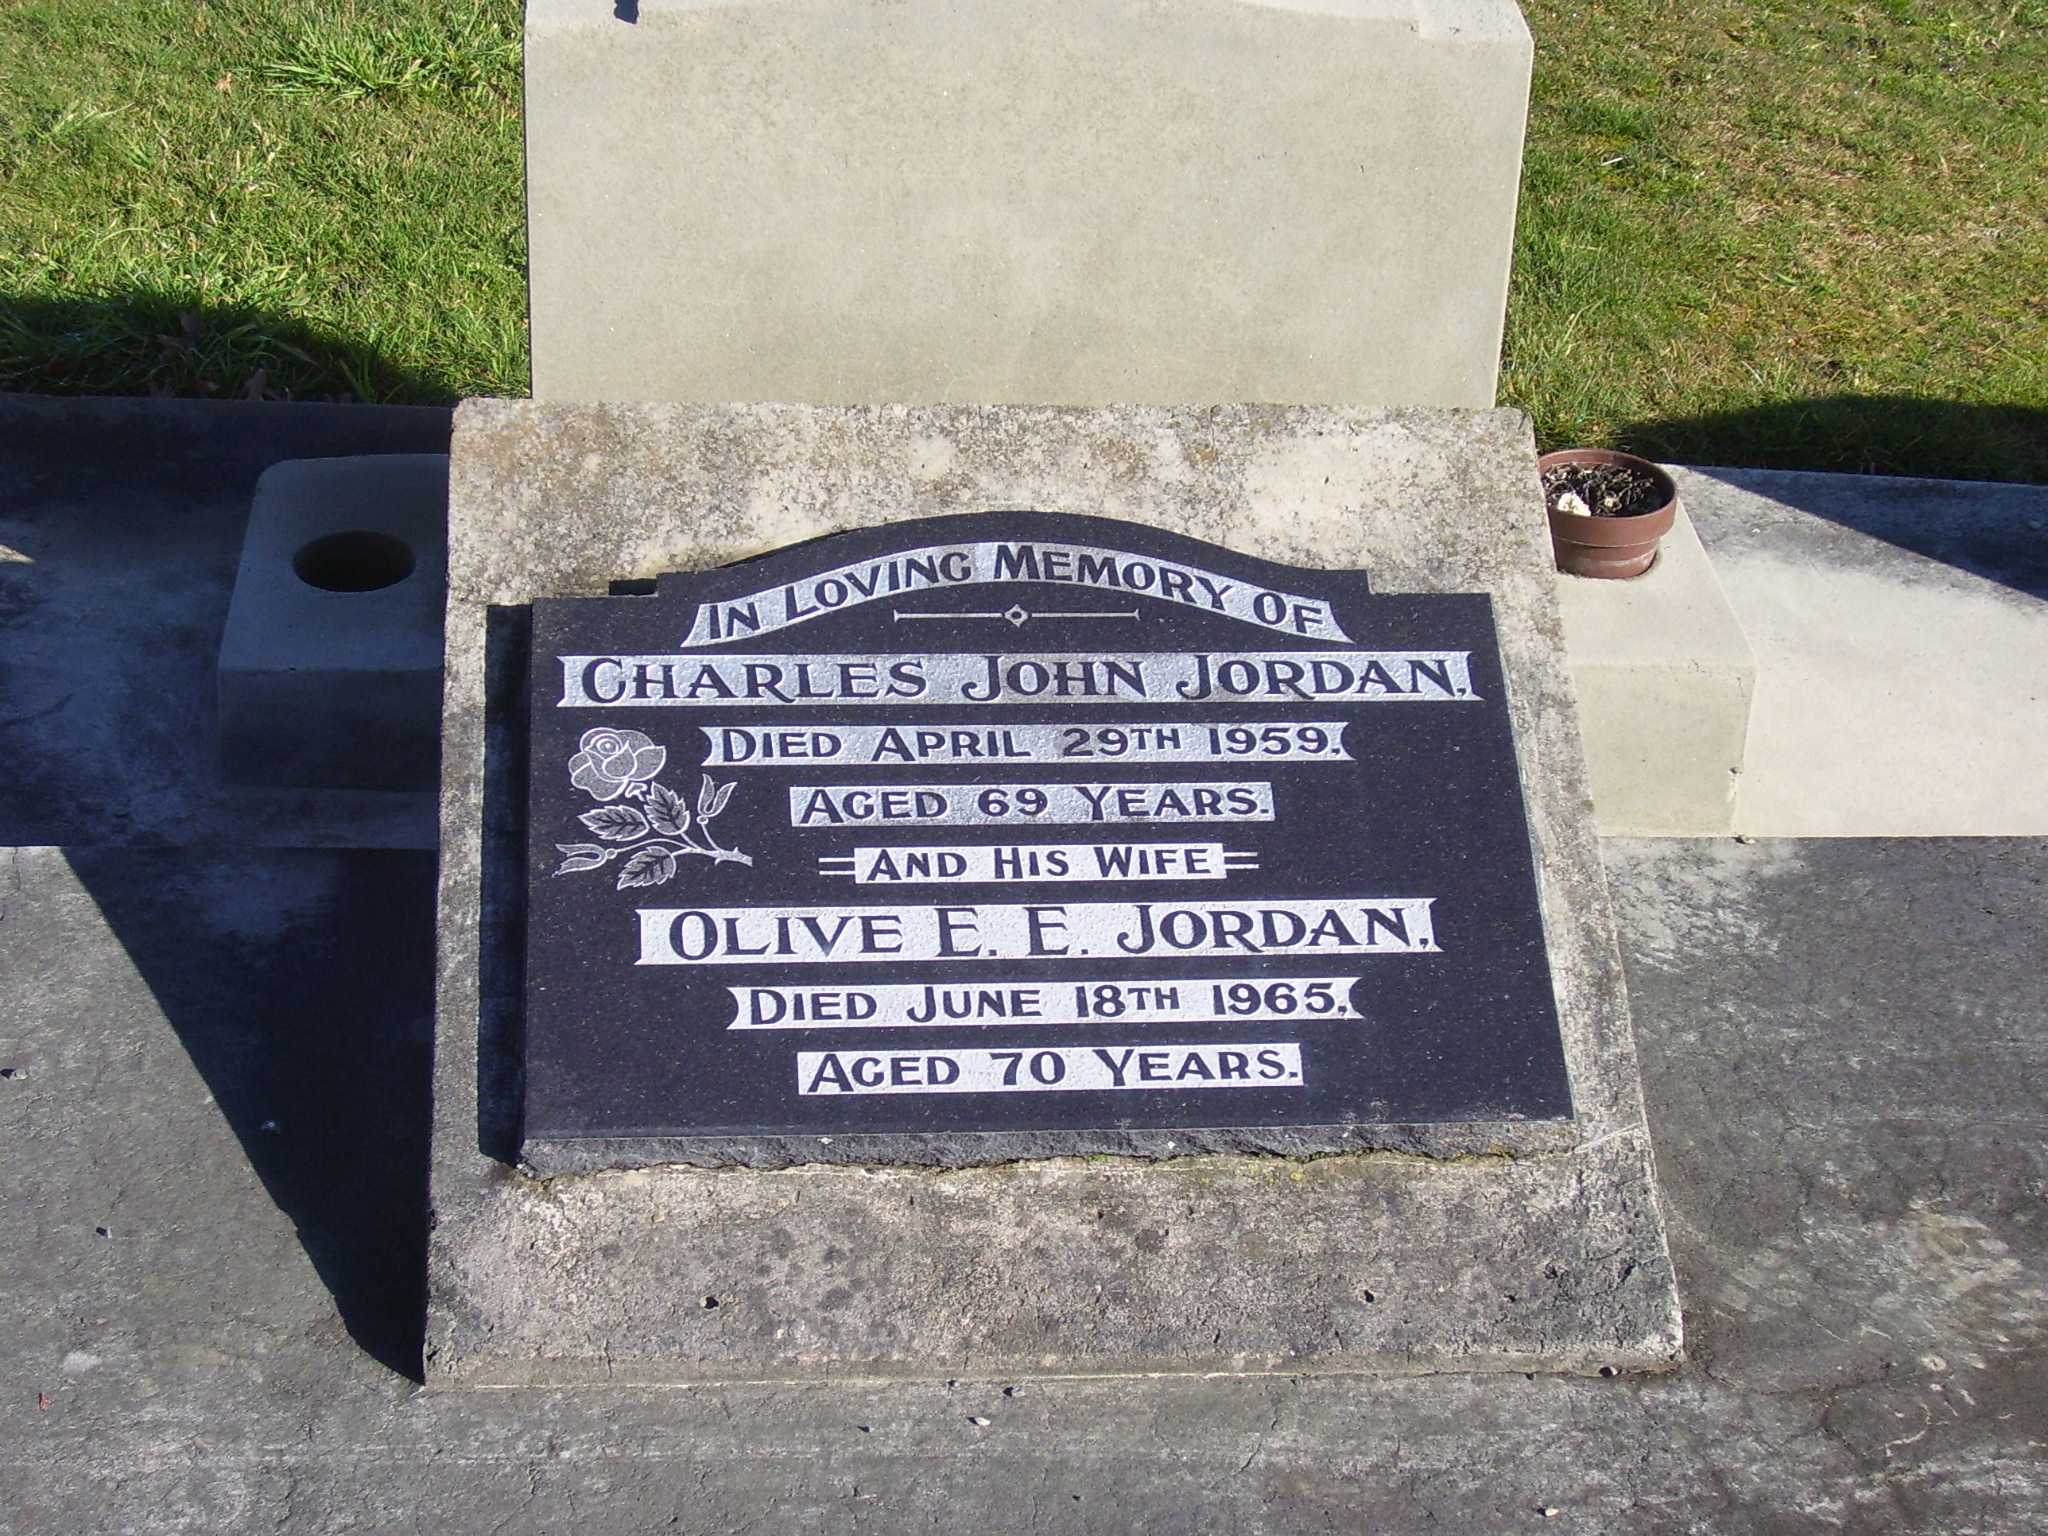 IN LOVING MEMORY OF
CHARLES JOHN JORDAN,
DIED APRIL 29TH 1959,
AGED 69 YEARS.
AND HIS WIFE
OLIVE E. E. JORDAN,
DIED JUNE 18TH 1965,
AGED 70 YEARS.